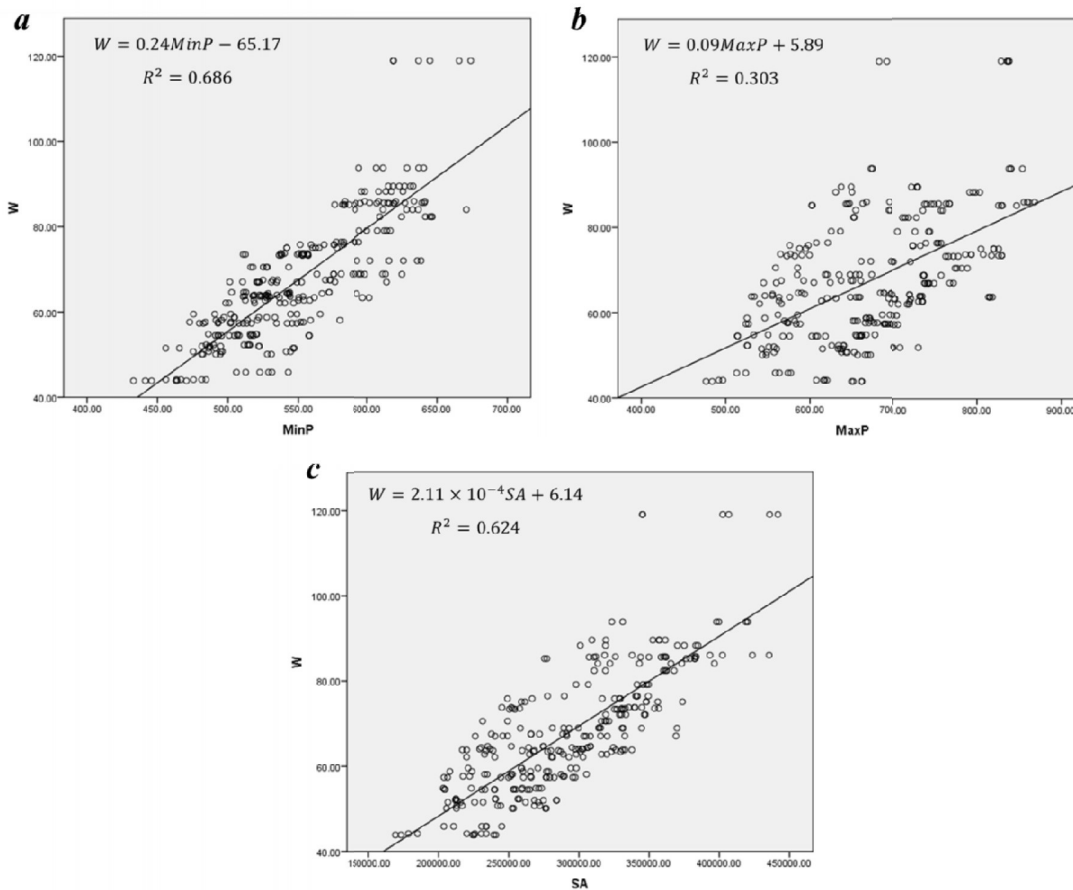 a
W = 0.24MinP − 65.17
R² = 0.686
120.00
100.00
80.00
60.00
40.00
W
400.00 450.00 500.00 550.00 600.00 650.00 700.00
MinP
b
W = 0.09MaxP + 5.89
R² = 0.303
120.00
100.00
80.00
60.00
40.00
W
400.00 500.00 600.00 700.00 800.00 900.00
MaxP
c
W = 2.11 × 10⁻⁴SA + 6.14
R² = 0.624
120.00
100.00
80.00
60.00
40.00
W
150000.00 200000.00 250000.00 300000.00 350000.00 400000.00 450000.00
SA